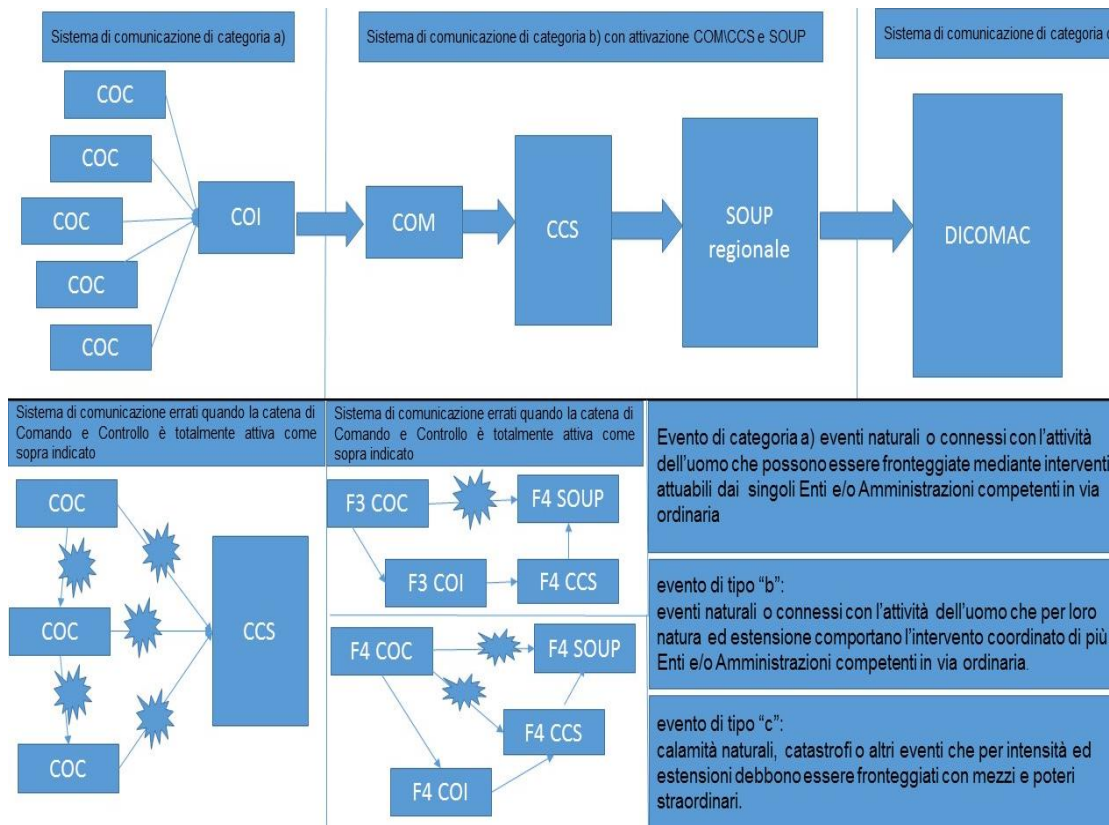 Sistema di comunicazione di categoria a)
Sistema di comunicazione di categoria b) con attivazione COM\CCS e SOUP
Sistema di comunicazione di categoria
COC
COC
COC
COC
COC
COI
COM
CCS
SOUP
regionale
DICOMAC
Sistema di comunicazione errati quando la catena di
Comando e Controllo è totalmente attiva come
sopra indicato
COC
COC
COC
CCS
Sistema di comunicazione errati quando la catena di
Comando e Controllo è totalmente attiva come
sopra indicato
F3 COC
F4 SOUP
F3 COI
F4 CCS
F4 COC
F4 SOUP
F4 CCS
F4 COI
Evento di categoria a) eventi naturali o connessi con l'attività
dell'uomo che possono essere fronteggiate mediante interventi
attuabili dai singoli Enti e/o Amministrazioni competenti in via
ordinaria
evento di tipo "b":
eventi naturali o connessi con l'attività dell'uomo che per loro
natura ed estensione comportano l'intervento coordinato di più
Enti e/o Amministrazioni competenti in via ordinaria.
evento di tipo "c":
calamità naturali, catastrofi o altri eventi che per intensità ed
estensioni debbono essere fronteggiati con mezzi e poteri
straordinari.